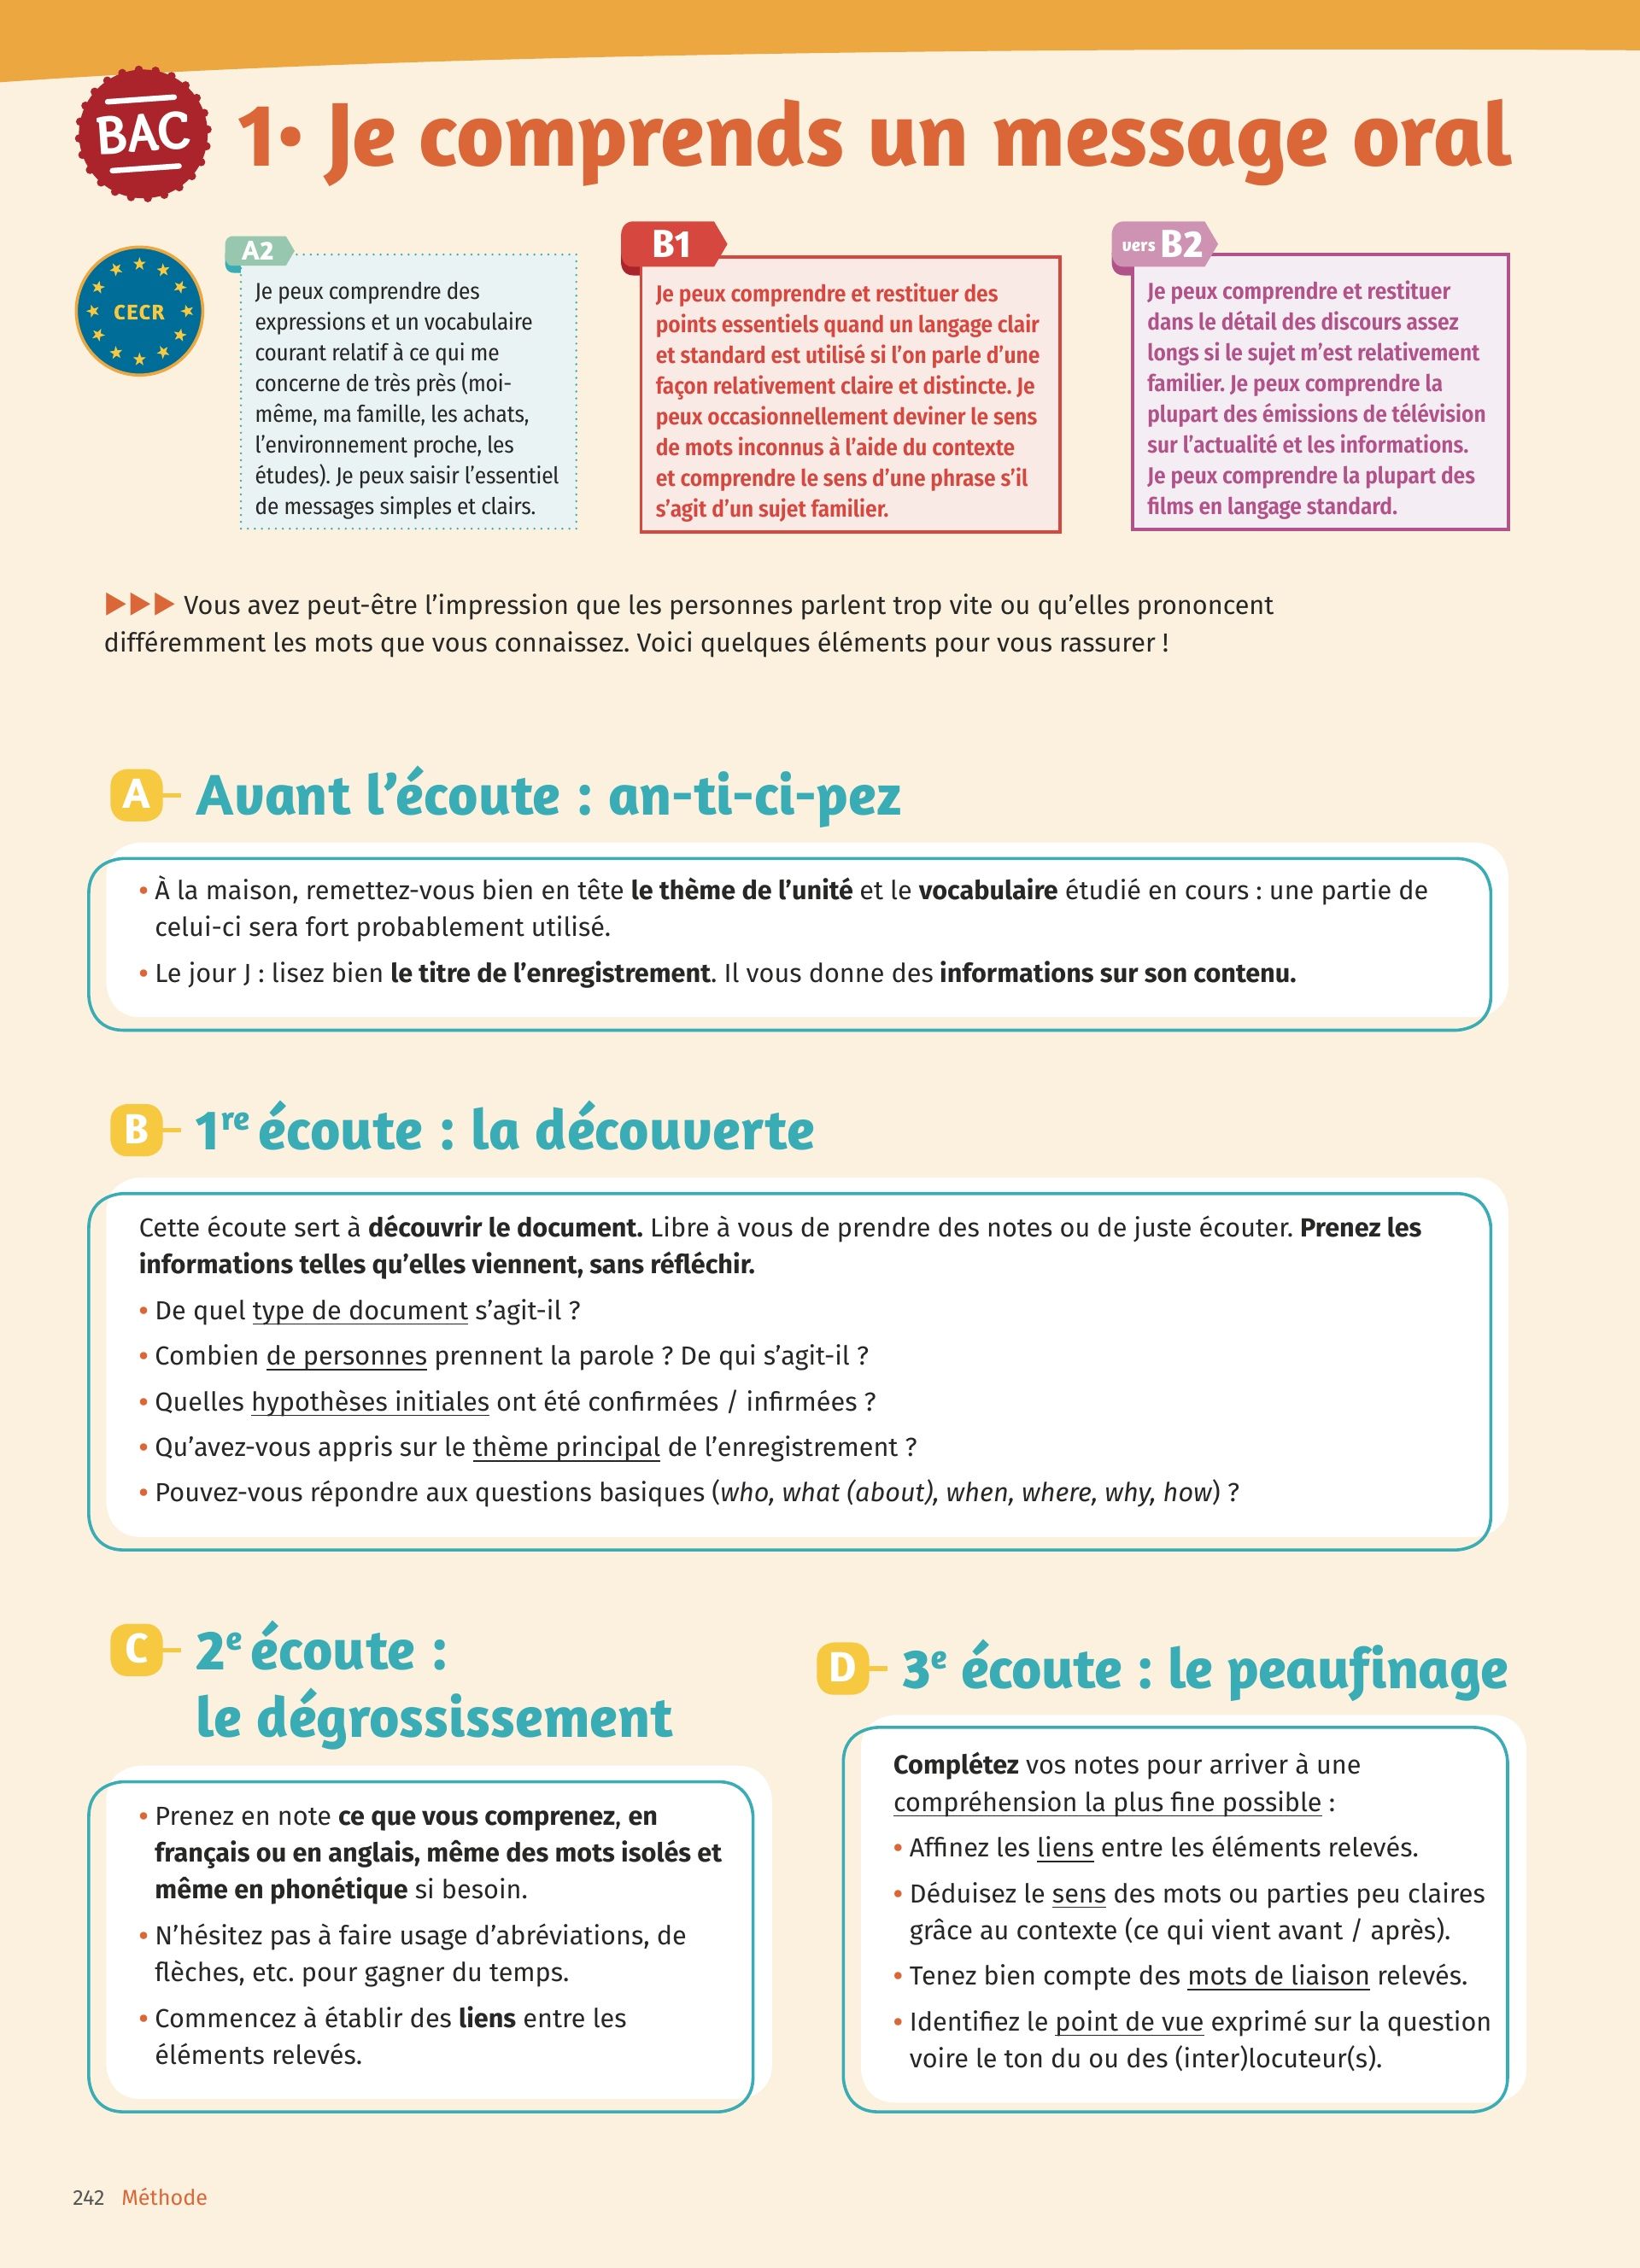 BAC
1• Je comprends un message oral
CECR
A2
Je peux comprendre des
expressions et un vocabulaire
courant relatif à ce qui me
concerne de très près (moi-
même, ma famille, les achats,
l’environnement proche, les
études). Je peux saisir l’essentiel
de messages simples et clairs.
B1
Je peux comprendre et restituer des
points essentiels quand un langage clair
et standard est utilisé si l’on parle d’une
façon relativement claire et distincte. Je
peux occasionnellement deviner le sens
de mots inconnus à l’aide du contexte
et comprendre le sens d’une phrase s’il
s’agit d’un sujet familier.
vers B2
Je peux comprendre et restituer
dans le détail des discours assez
longs si le sujet m’est relativement
familier. Je peux comprendre la
plupart des émissions de télévision
sur l’actualité et les informations.
Je peux comprendre la plupart des
films en langage standard.
▶▶▶ Vous avez peut-être l’impression que les personnes parlent trop vite ou qu’elles prononcent
différemment les mots que vous connaissez. Voici quelques éléments pour vous rassurer !
A Avant l’écoute : an-ti-ci-pez
• À la maison, remettez-vous bien en tête le thème de l’unité et le vocabulaire étudié en cours : une partie de
celui-ci sera fort probablement utilisé.
• Le jour J : lisez bien le titre de l’enregistrement. Il vous donne des informations sur son contenu.
B 1re écoute : la découverte
Cette écoute sert à découvrir le document. Libre à vous de prendre des notes ou de juste écouter. Prenez les
informations telles qu’elles viennent, sans réfléchir.
• De quel type de document s’agit-il ?
• Combien de personnes prennent la parole ? De qui s’agit-il ?
• Quelles hypothèses initiales ont été confirmées / infirmées ?
• Qu’avez-vous appris sur le thème principal de l’enregistrement ?
• Pouvez-vous répondre aux questions basiques (who, what (about), when, where, why, how) ?
C 2e écoute :
le dégrossissement
• Prenez en note ce que vous comprenez, en
français ou en anglais, même des mots isolés et
même en phonétique si besoin.
• N’hésitez pas à faire usage d’abréviations, de
flèches, etc. pour gagner du temps.
• Commencez à établir des liens entre les
éléments relevés.
D 3e écoute : le peaufinage
Complétez vos notes pour arriver à une
compréhension la plus fine possible :
• Affinez les liens entre les éléments relevés.
• Déduisez le sens des mots ou parties peu claires
grâce au contexte (ce qui vient avant / après).
• Tenez bien compte des mots de liaison relevés.
• Identifiez le point de vue exprimé sur la question
voire le ton du ou des (inter)locuteur(s).
242 Méthode